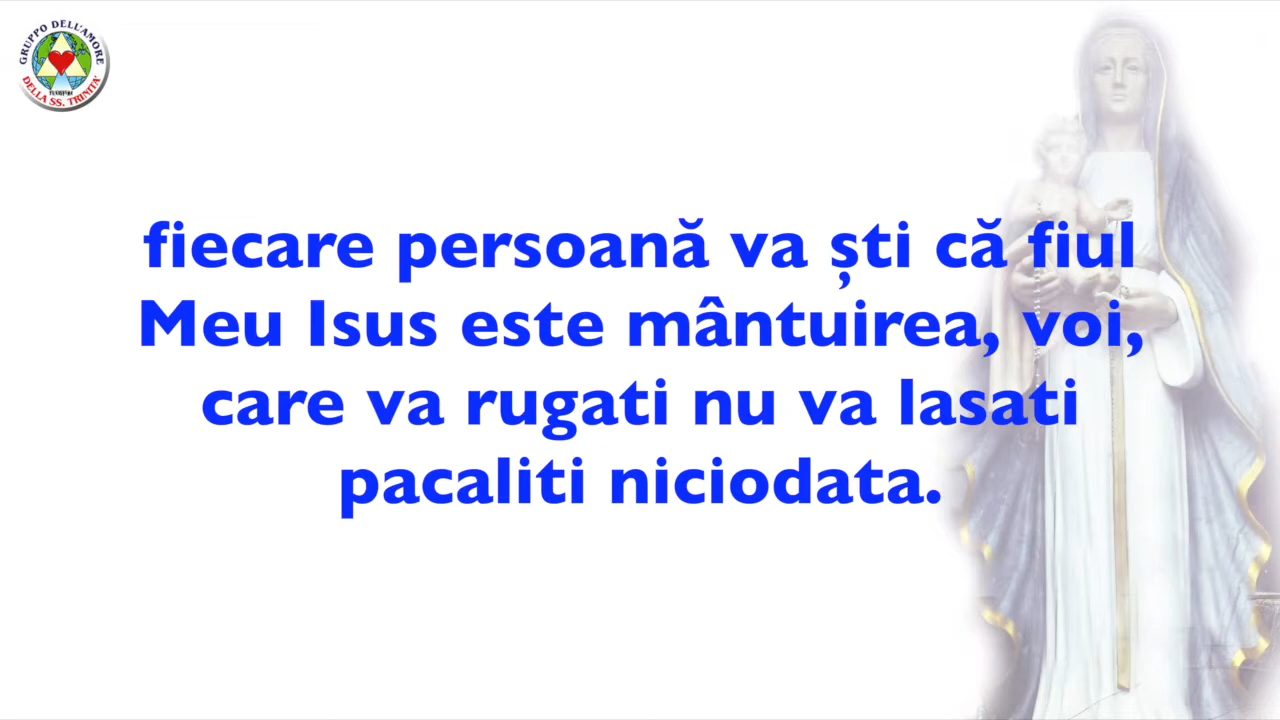 GRUPPO DELL'AMORE
DELLA SS. TRINITA'
fiecare persoană va ști că fiul
Meu Isus este mântuirea, voi,
care va rugati nu va lasati
pacaliti niciodata.